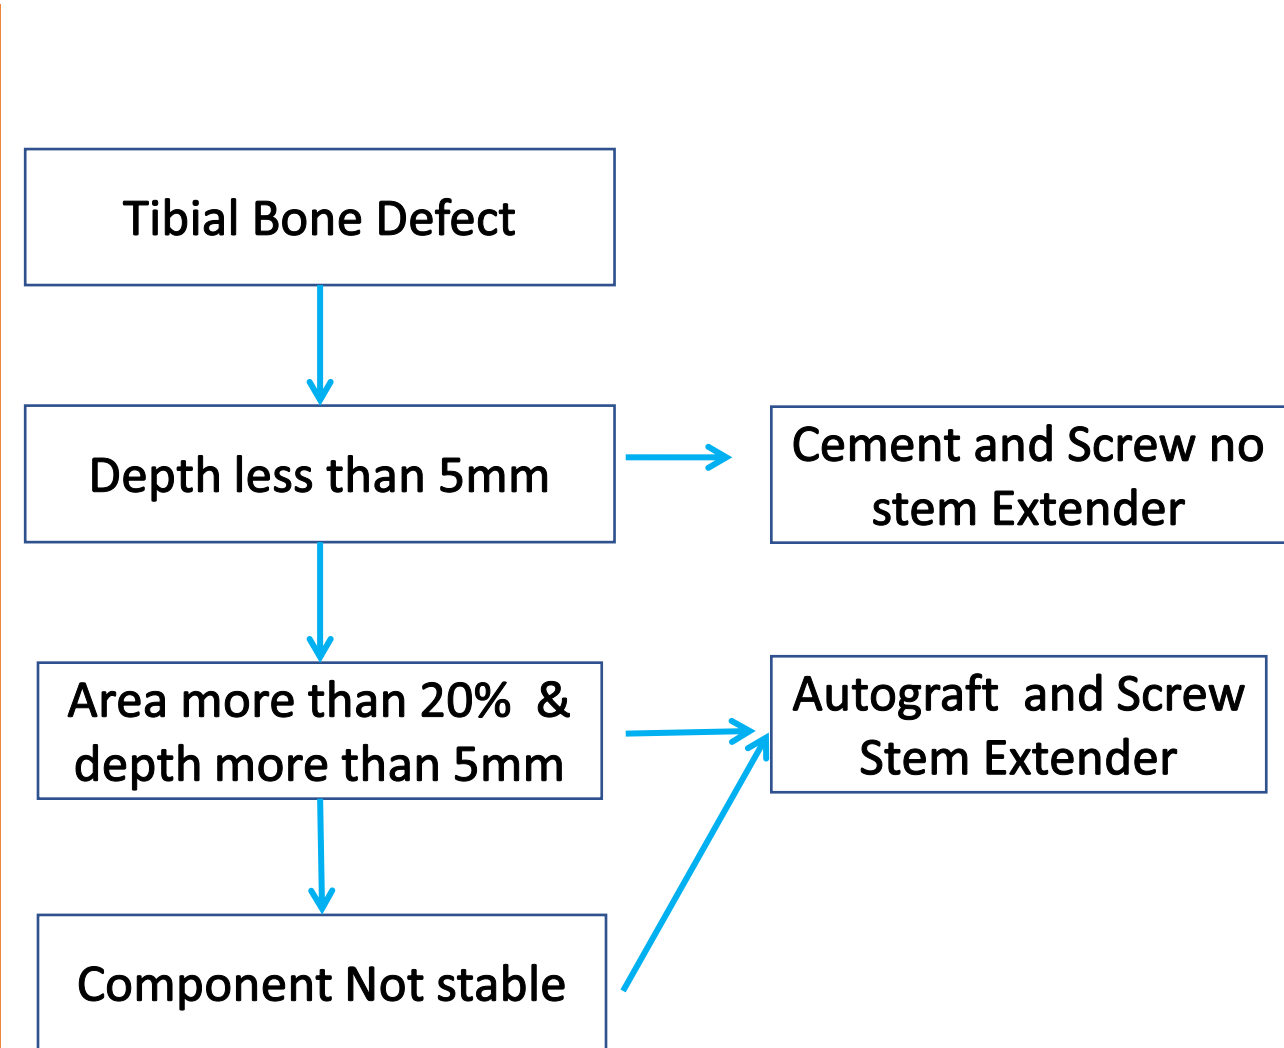 Tibial Bone Defect
Depth less than 5mm
Cement and Screw no
stem Extender
Area more than 20% &
depth more than 5mm
Autograft and Screw
Stem Extender
Component Not stable